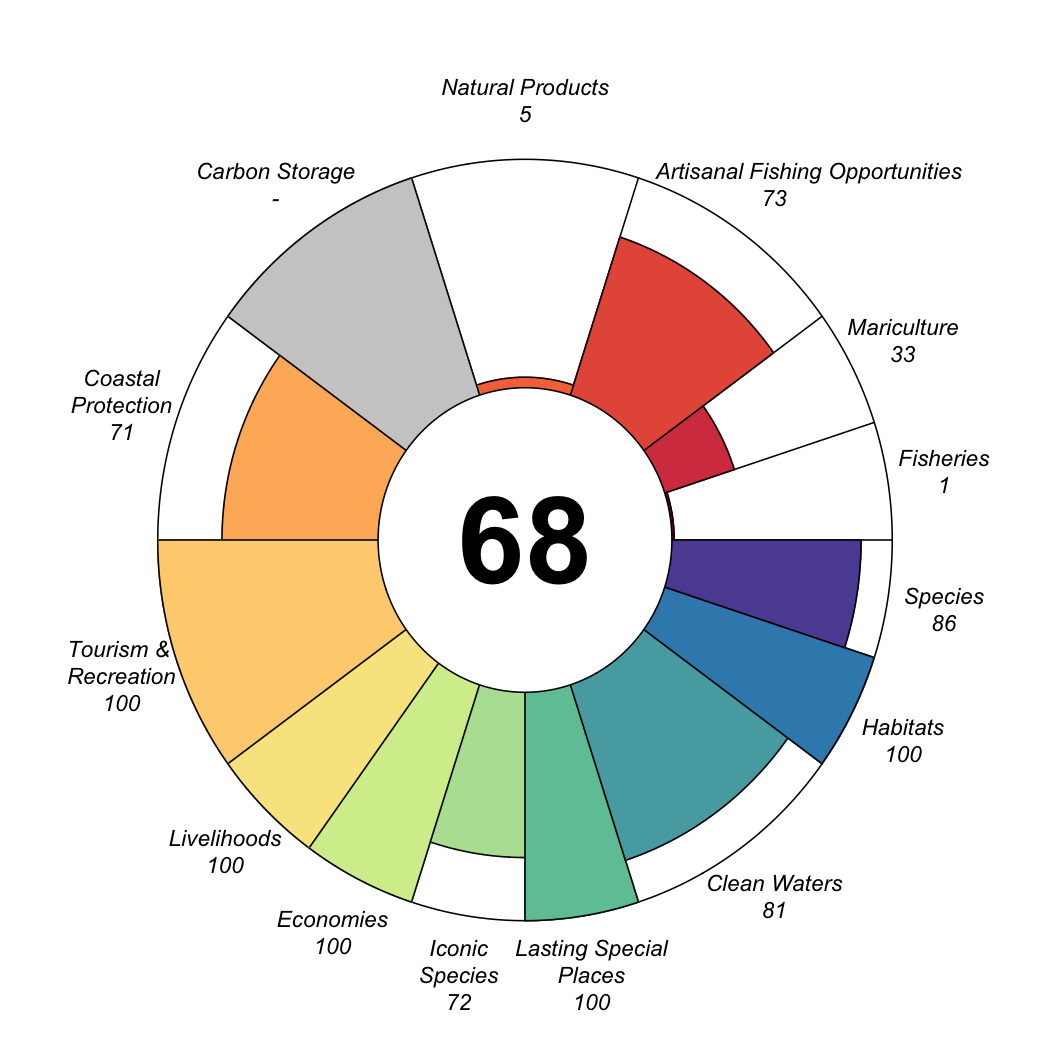 Natural Products
5
Carbon Storage
-
Artisanal Fishing Opportunities
73
Mariculture
33
Coastal
Protection
71
Fisheries
1
68
Species
86
Tourism &
Recreation
100
Habitats
100
Livelihoods
100
Clean Waters
81
Economies
100
Iconic
Species
72
Lasting Special
Places
100